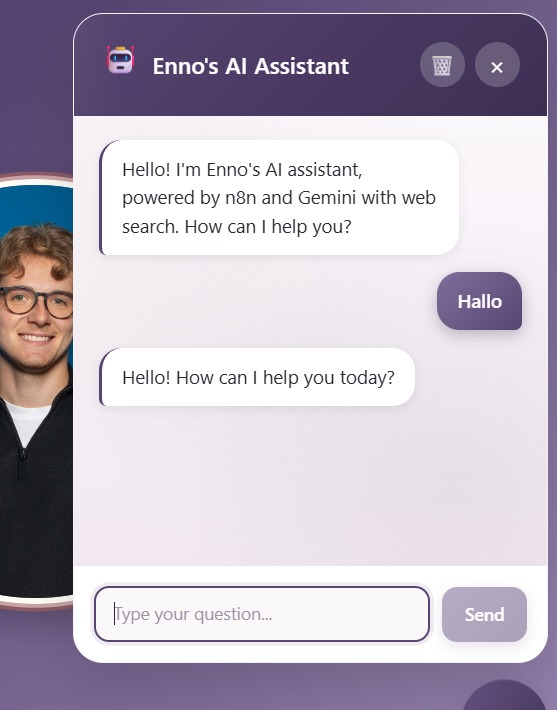 Enno's AI Assistant
Hello! I'm Enno's AI assistant,
powered by n8n and Gemini with web
search. How can I help you?
Hallo
Hello! How can I help you today?
Type your question...
Send